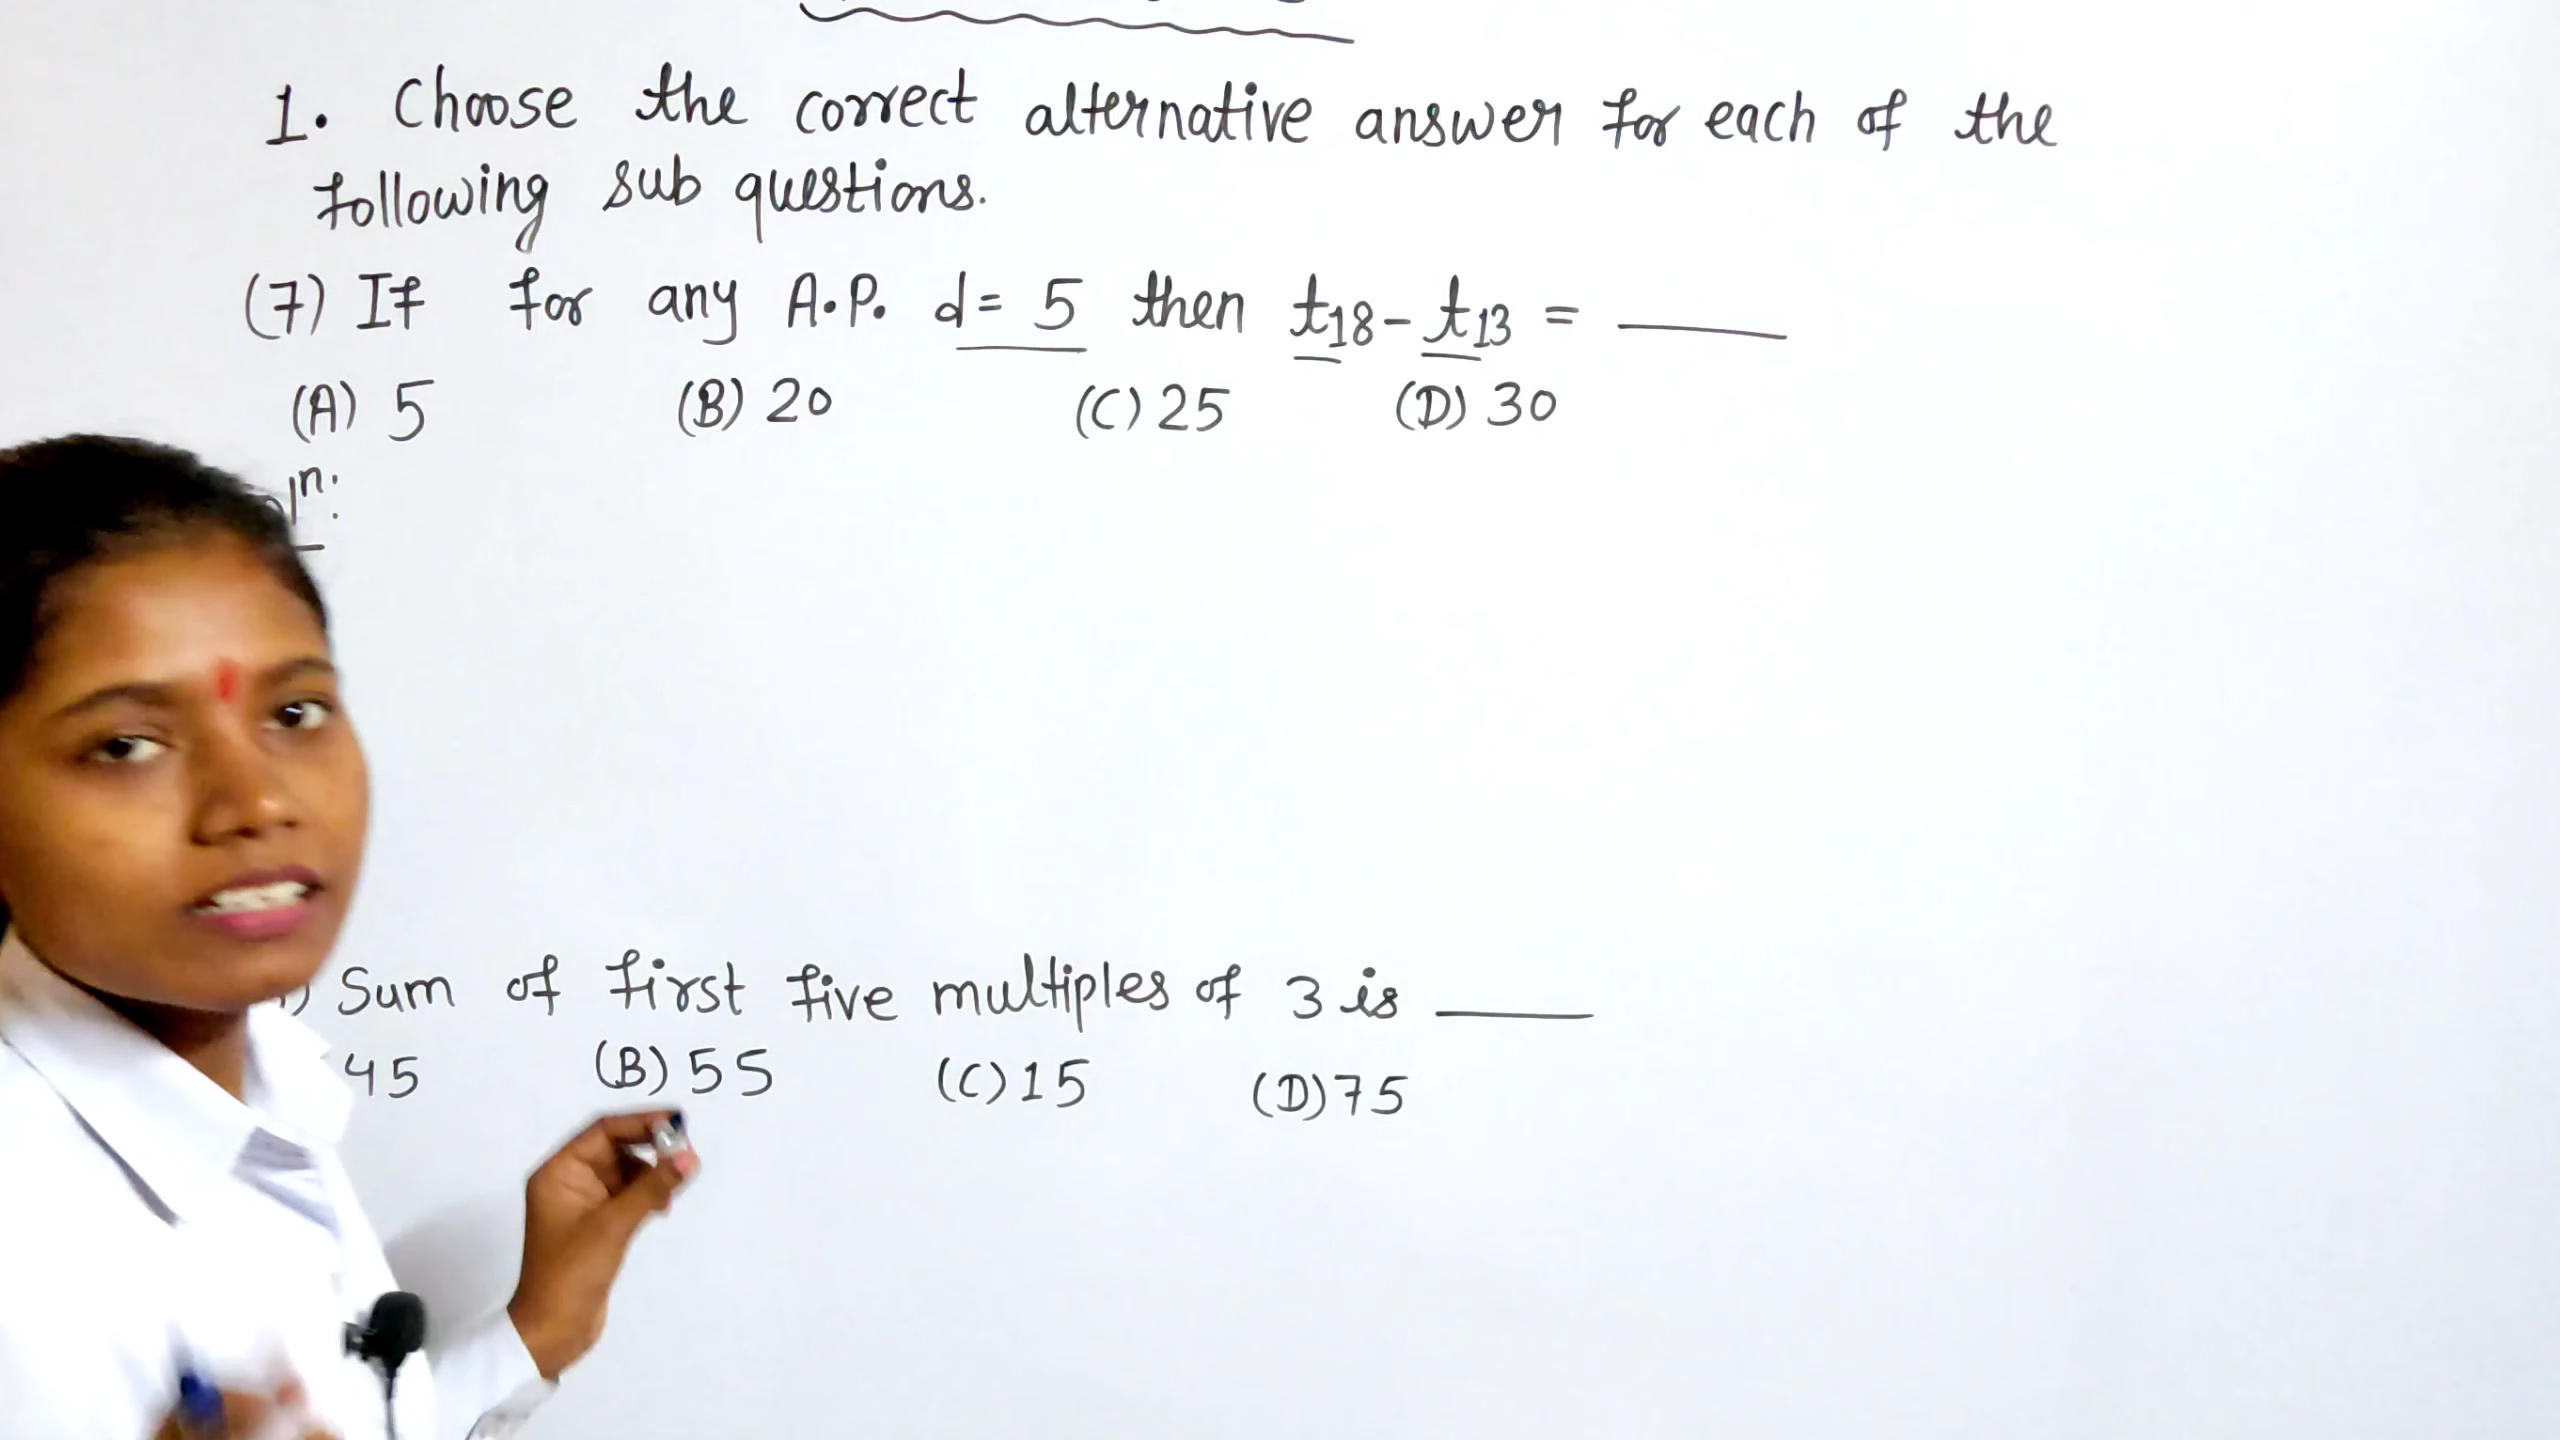 1. Choose the correct alternative answer for each of the
following sub questions.
(7) If for any A.P. d= 5 then t18- t13 = ____
(A) 5 (B) 20 (C) 25 (D) 30
Sum of first five multiples of 3 is ____
45 (B) 55 (C) 15 (D) 75